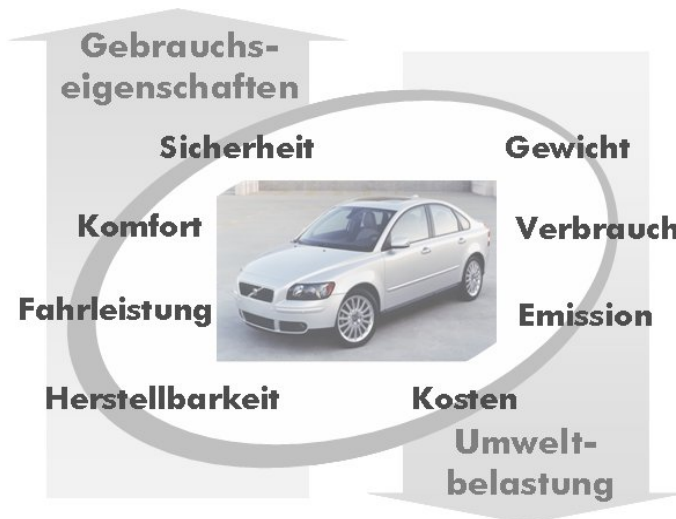 Gebrauchs-
eigenschaften
Sicherheit
Gewicht
Komfort
Verbrauch
Fahrleistung
Emission
Herstellbarkeit
Kosten
Umwelt-
belastung